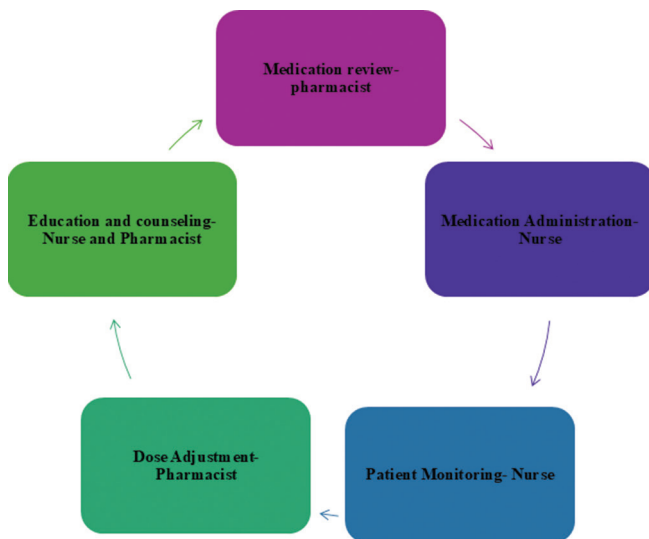 Medication review-
pharmacist
Medication Administration-
Nurse
Patient Monitoring- Nurse
Dose Adjustment-
Pharmacist
Education and counseling-
Nurse and Pharmacist